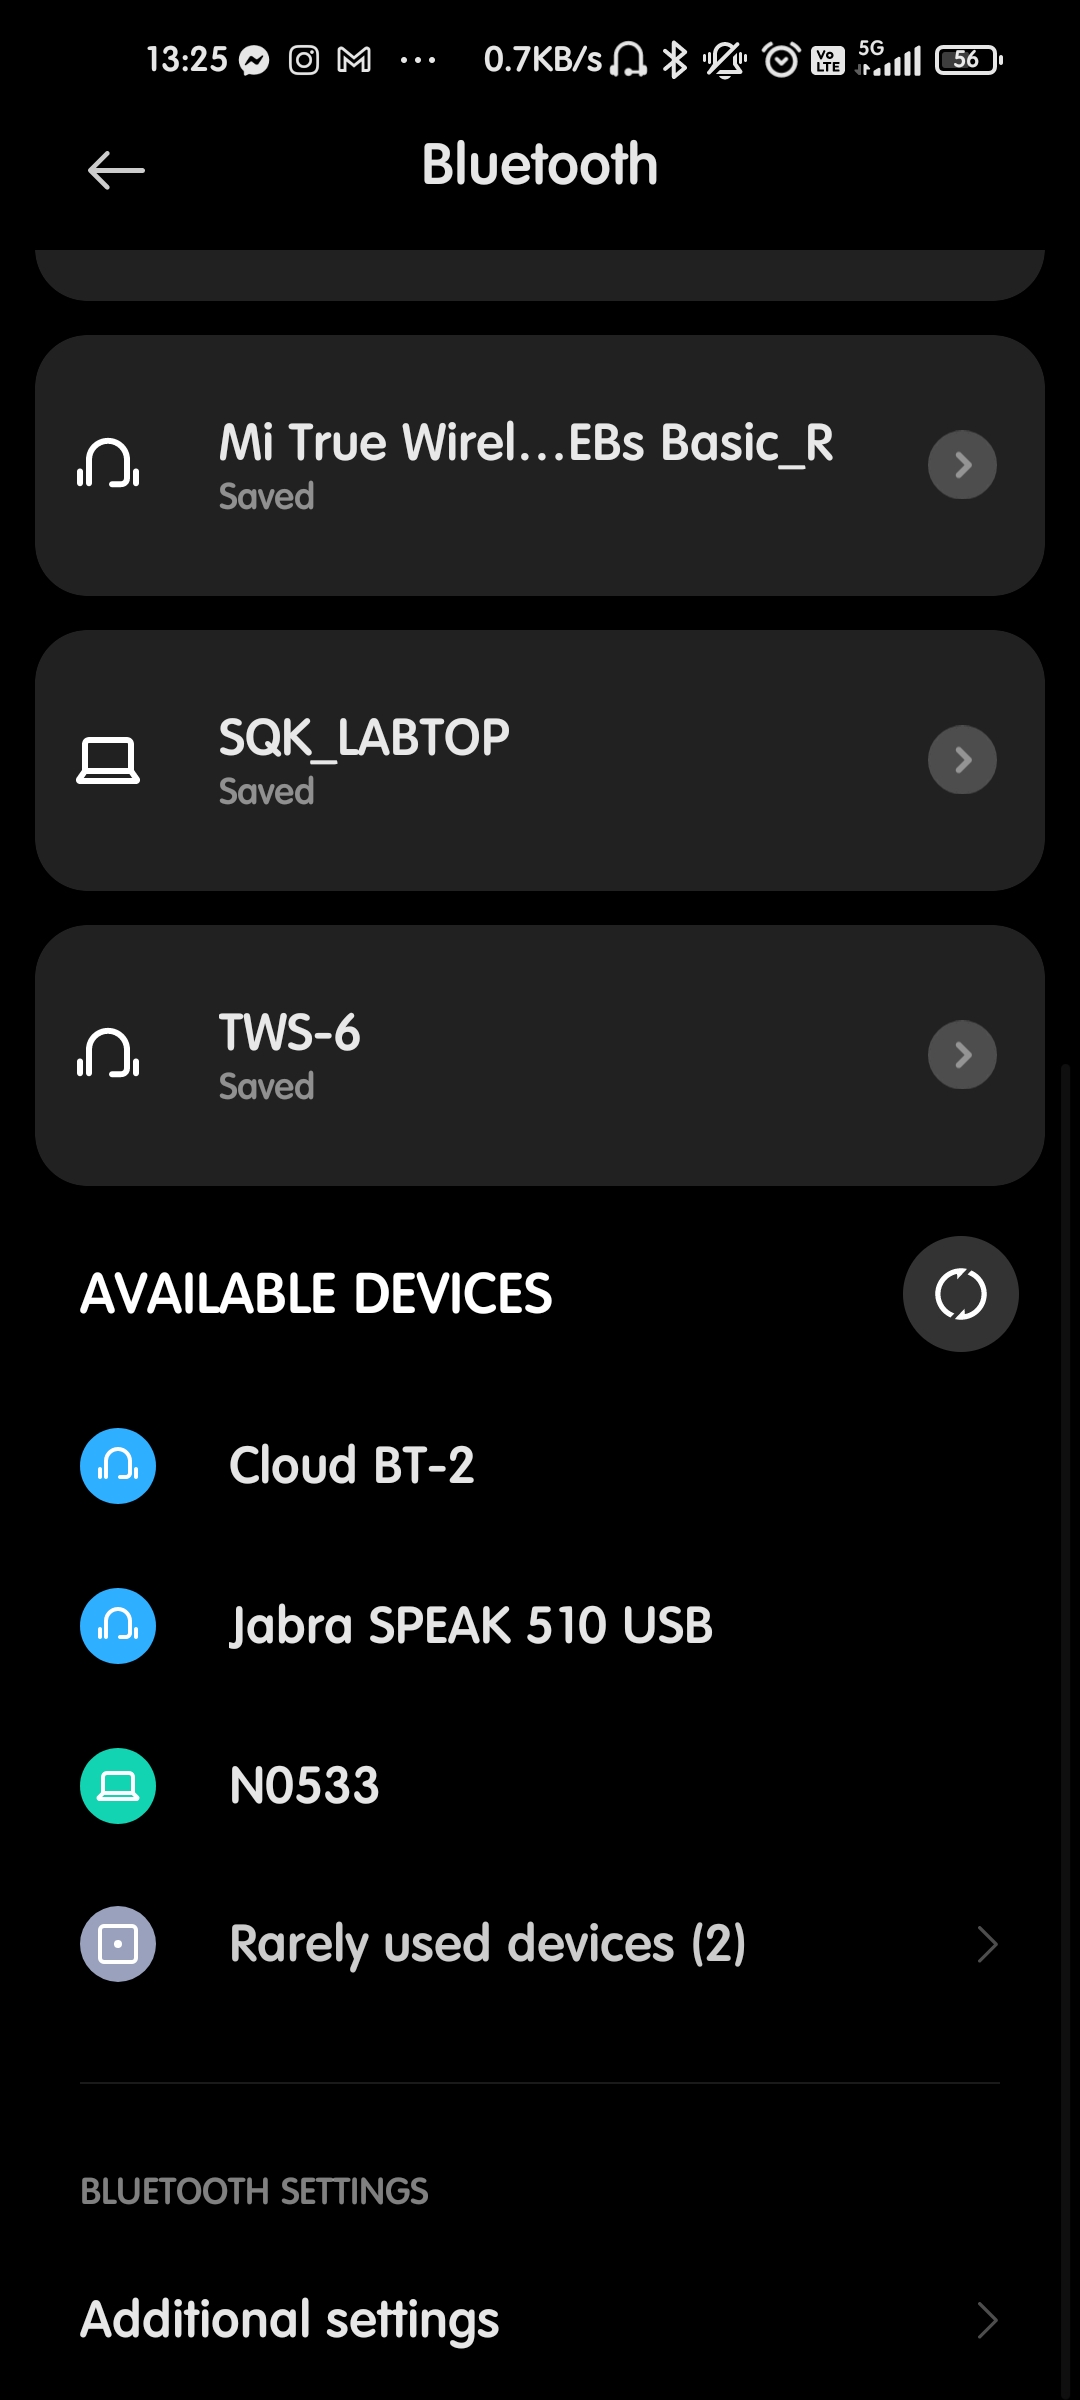 13:25 ... 0.7KB/s Vo LTE 5G 56
Bluetooth
Mi True Wirel...EBs Basic_R
Saved
SQK_LABTOP
Saved
TWS-6
Saved
AVAILABLE DEVICES
Cloud BT-2
Jabra SPEAK 510 USB
N0533
Rarely used devices (2)
BLUETOOTH SETTINGS
Additional settings